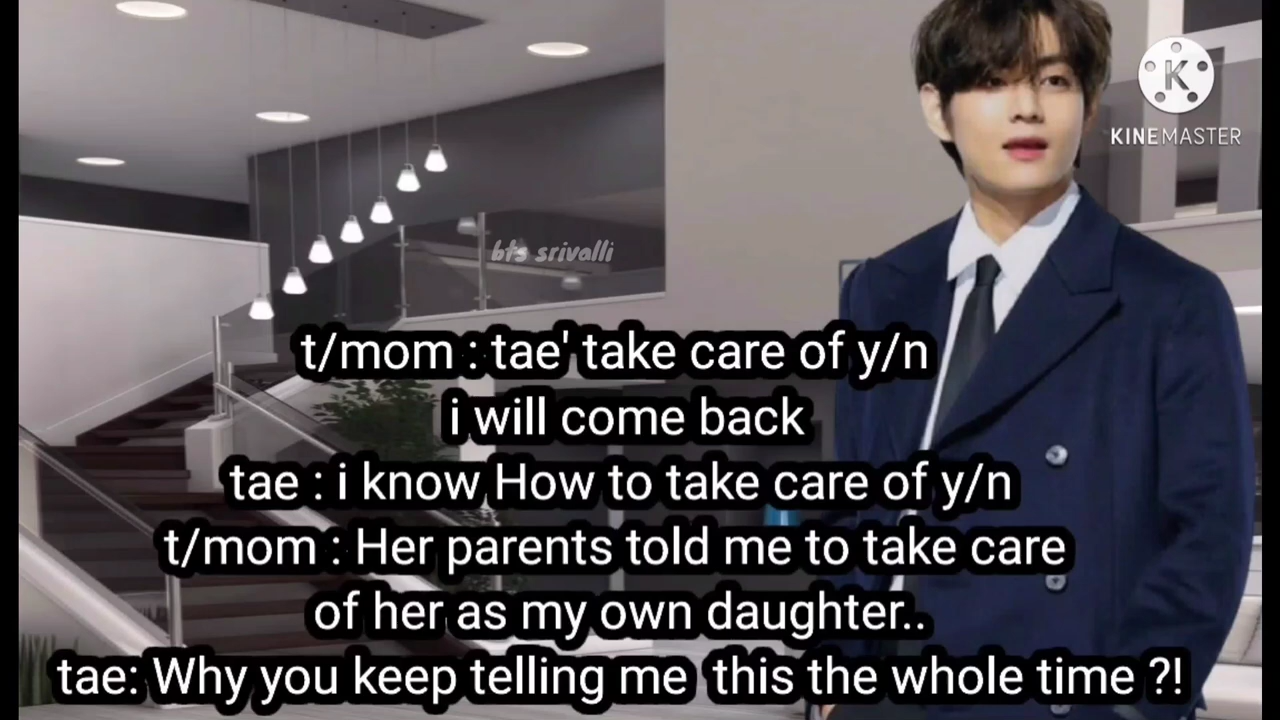 K
KINEMASTER
bts srivalli
t/mom : tae' take care of y/n
i will come back
tae : i know How to take care of y/n
t/mom : Her parents told me to take care
of her as my own daughter..
tae: Why you keep telling me this the whole time ?!